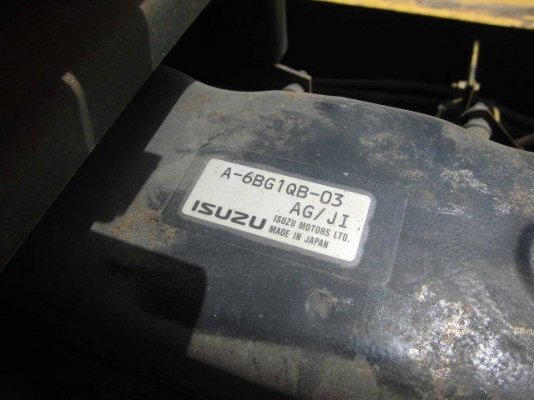 A-6BG1QB-03
AG/JI
ISUZU ISUZU MOTORS LTD.
MADE IN JAPAN